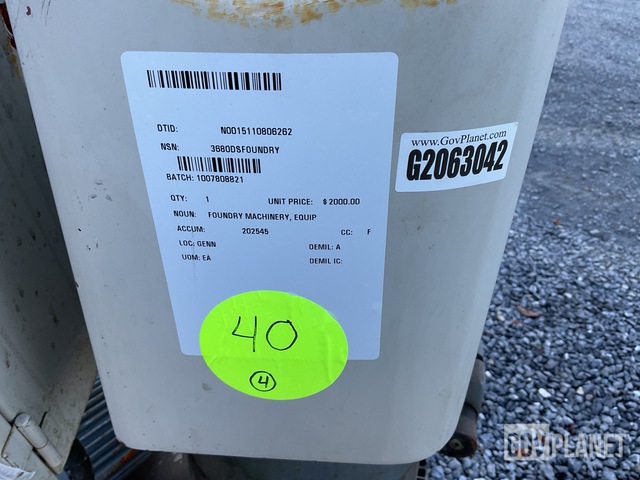 DTID: N0015110806262
NSN: 3680DSFOUNDRY
BATCH: 1007808821
QTY: 1 UNIT PRICE: $ 2000.00
NOUN: FOUNDRY MACHINERY, EQUIP
ACCUM: 202545 CC: F
LOC: GENN DEMIL: A
UOM: EA DEMIL IC:
www.GovPlanet.com
G2063042
40
4
GOVPLANET